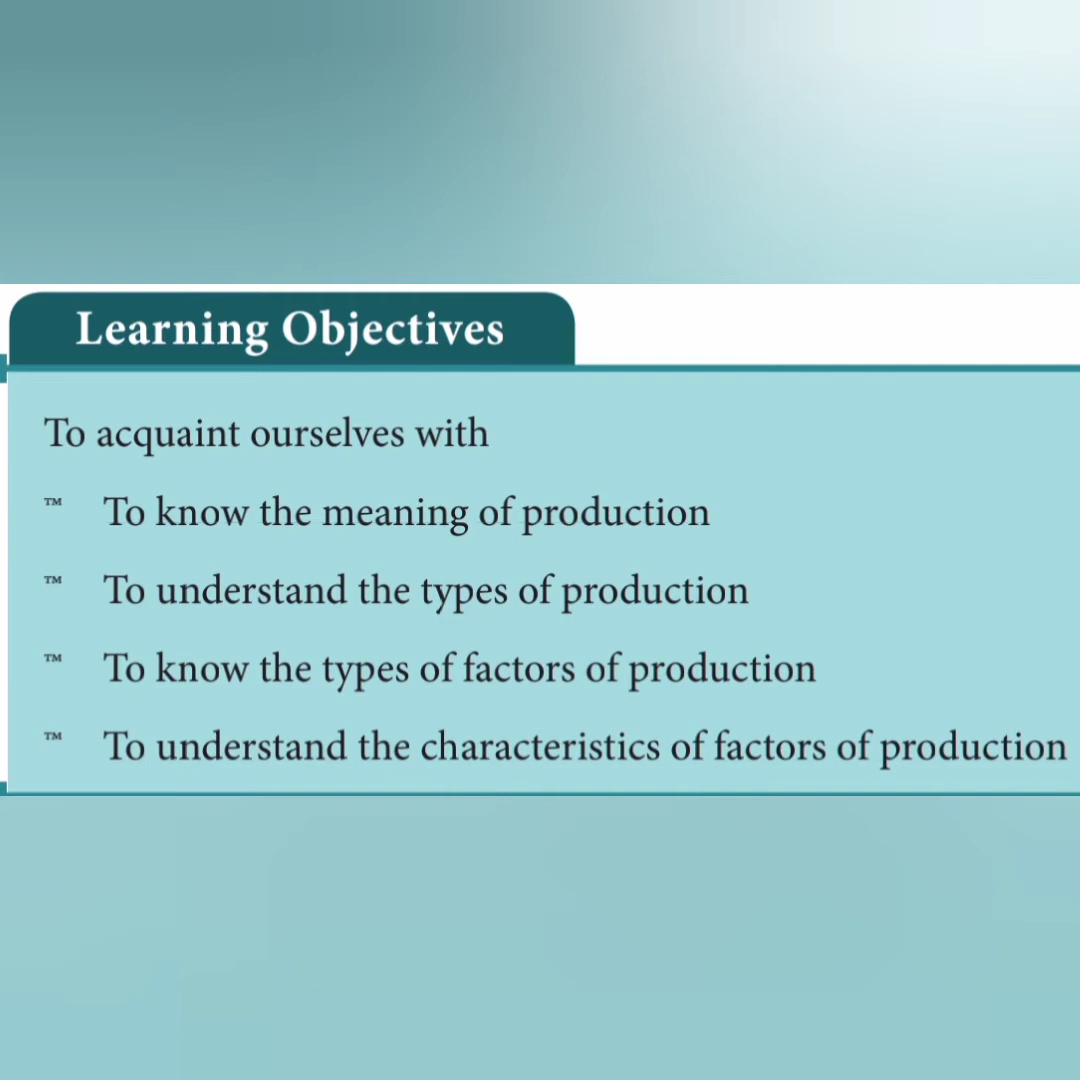 Learning Objectives
To acquaint ourselves with
™ To know the meaning of production
™ To understand the types of production
™ To know the types of factors of production
™ To understand the characteristics of factors of production